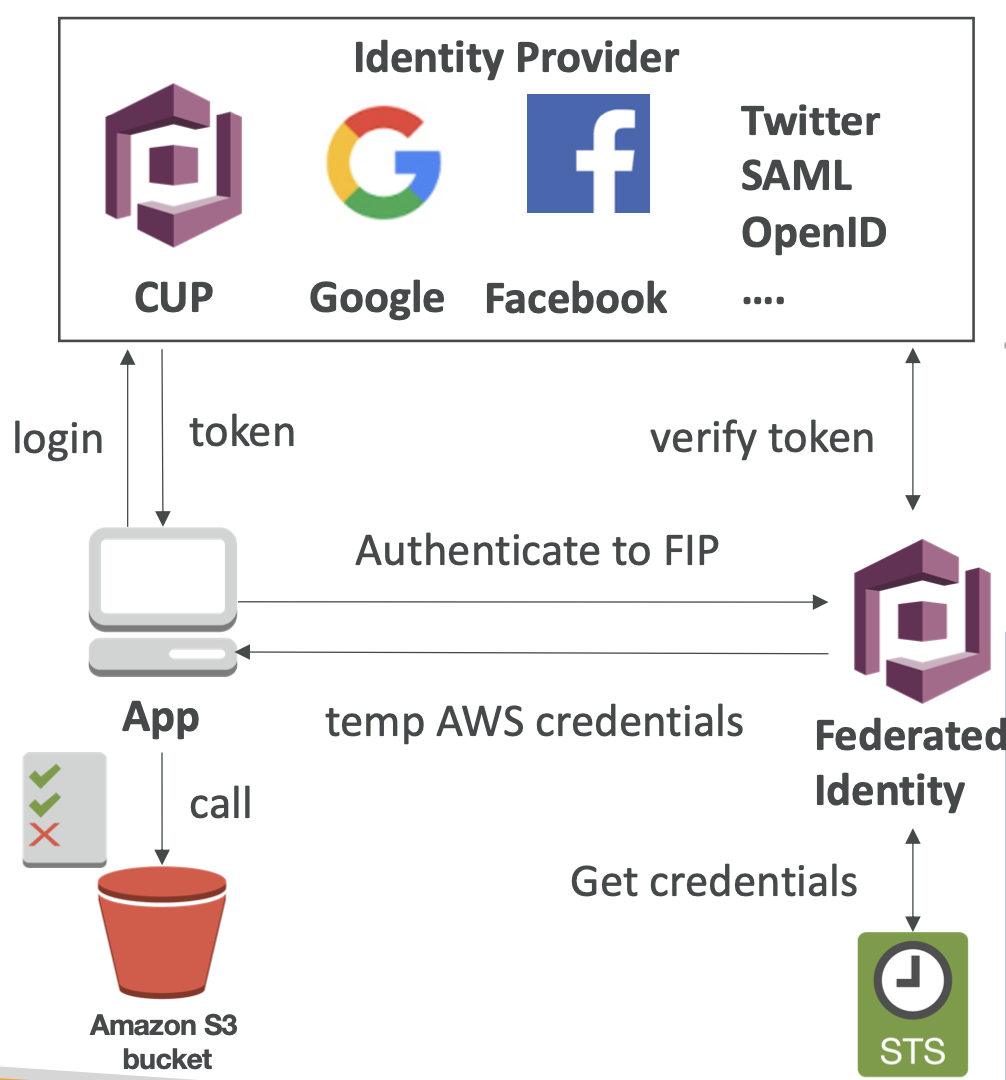 Identity Provider
Twitter
SAML
OpenID
....
CUP
Google
Facebook
login
token
verify token
Authenticate to FIP
App
temp AWS credentials
Federated
Identity
call
Get credentials
Amazon S3
bucket
STS